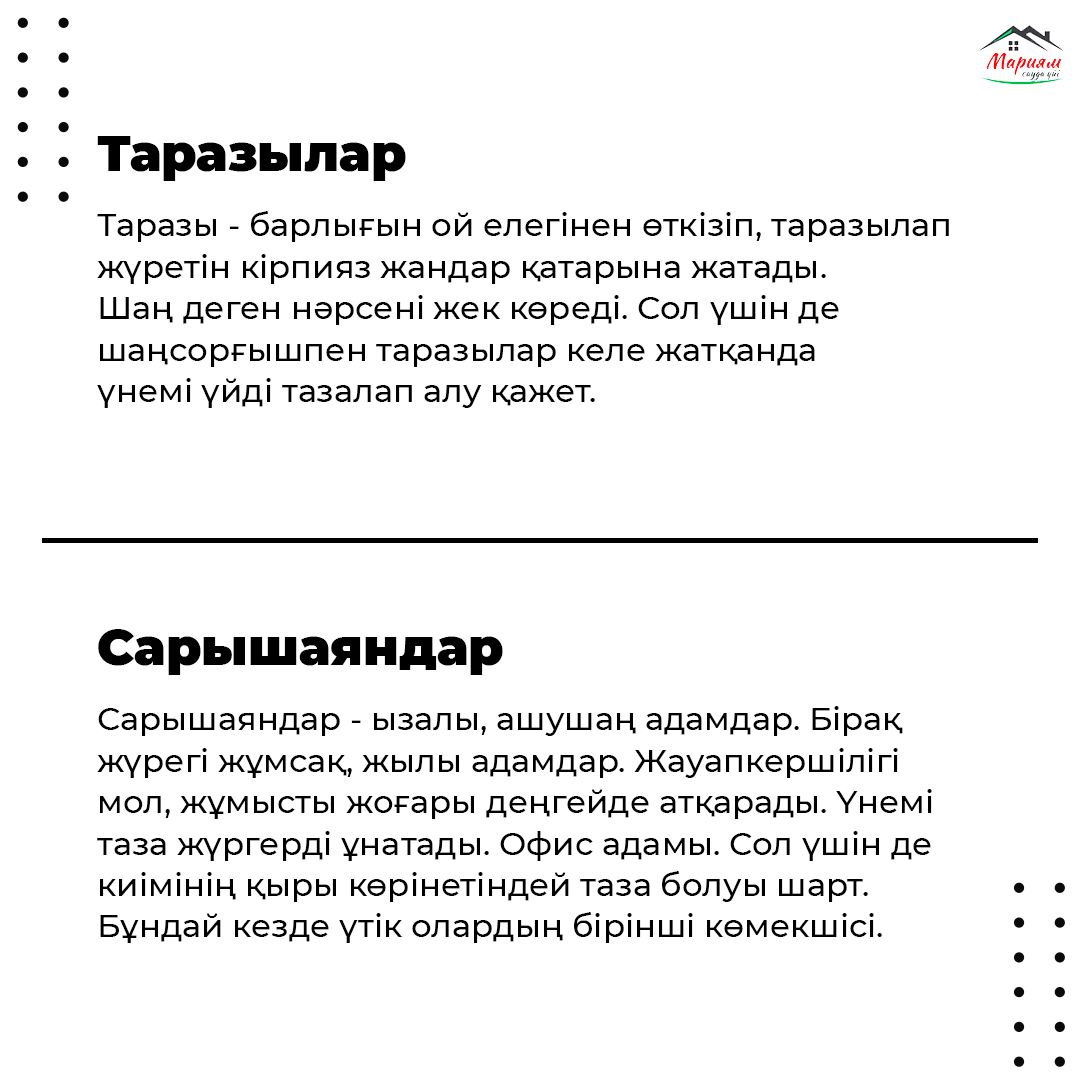 Мариям
сауда үйі
Таразылар
Таразы - барлығын ой елегінен өткізіп, таразылап
жүретін кірпияз жандар қатарына жатады.
Шаң деген нәрсені жек көреді. Сол үшін де
шаңсорғышпен таразылар келе жатқанда
үнемі үйді тазалап алу қажет.
Сарышаяндар
Сарышаяндар - ызалы, ашушаң адамдар. Бірақ
жүрегі жұмсақ, жылы адамдар. Жауапкершілігі
мол, жұмысты жоғары деңгейде атқарады. Үнемі
таза жүргерді ұнатады. Офис адамы. Сол үшін де
киімінің қыры көрінетіндей таза болуы шарт.
Бұндай кезде үтік олардың бірінші көмекшісі.